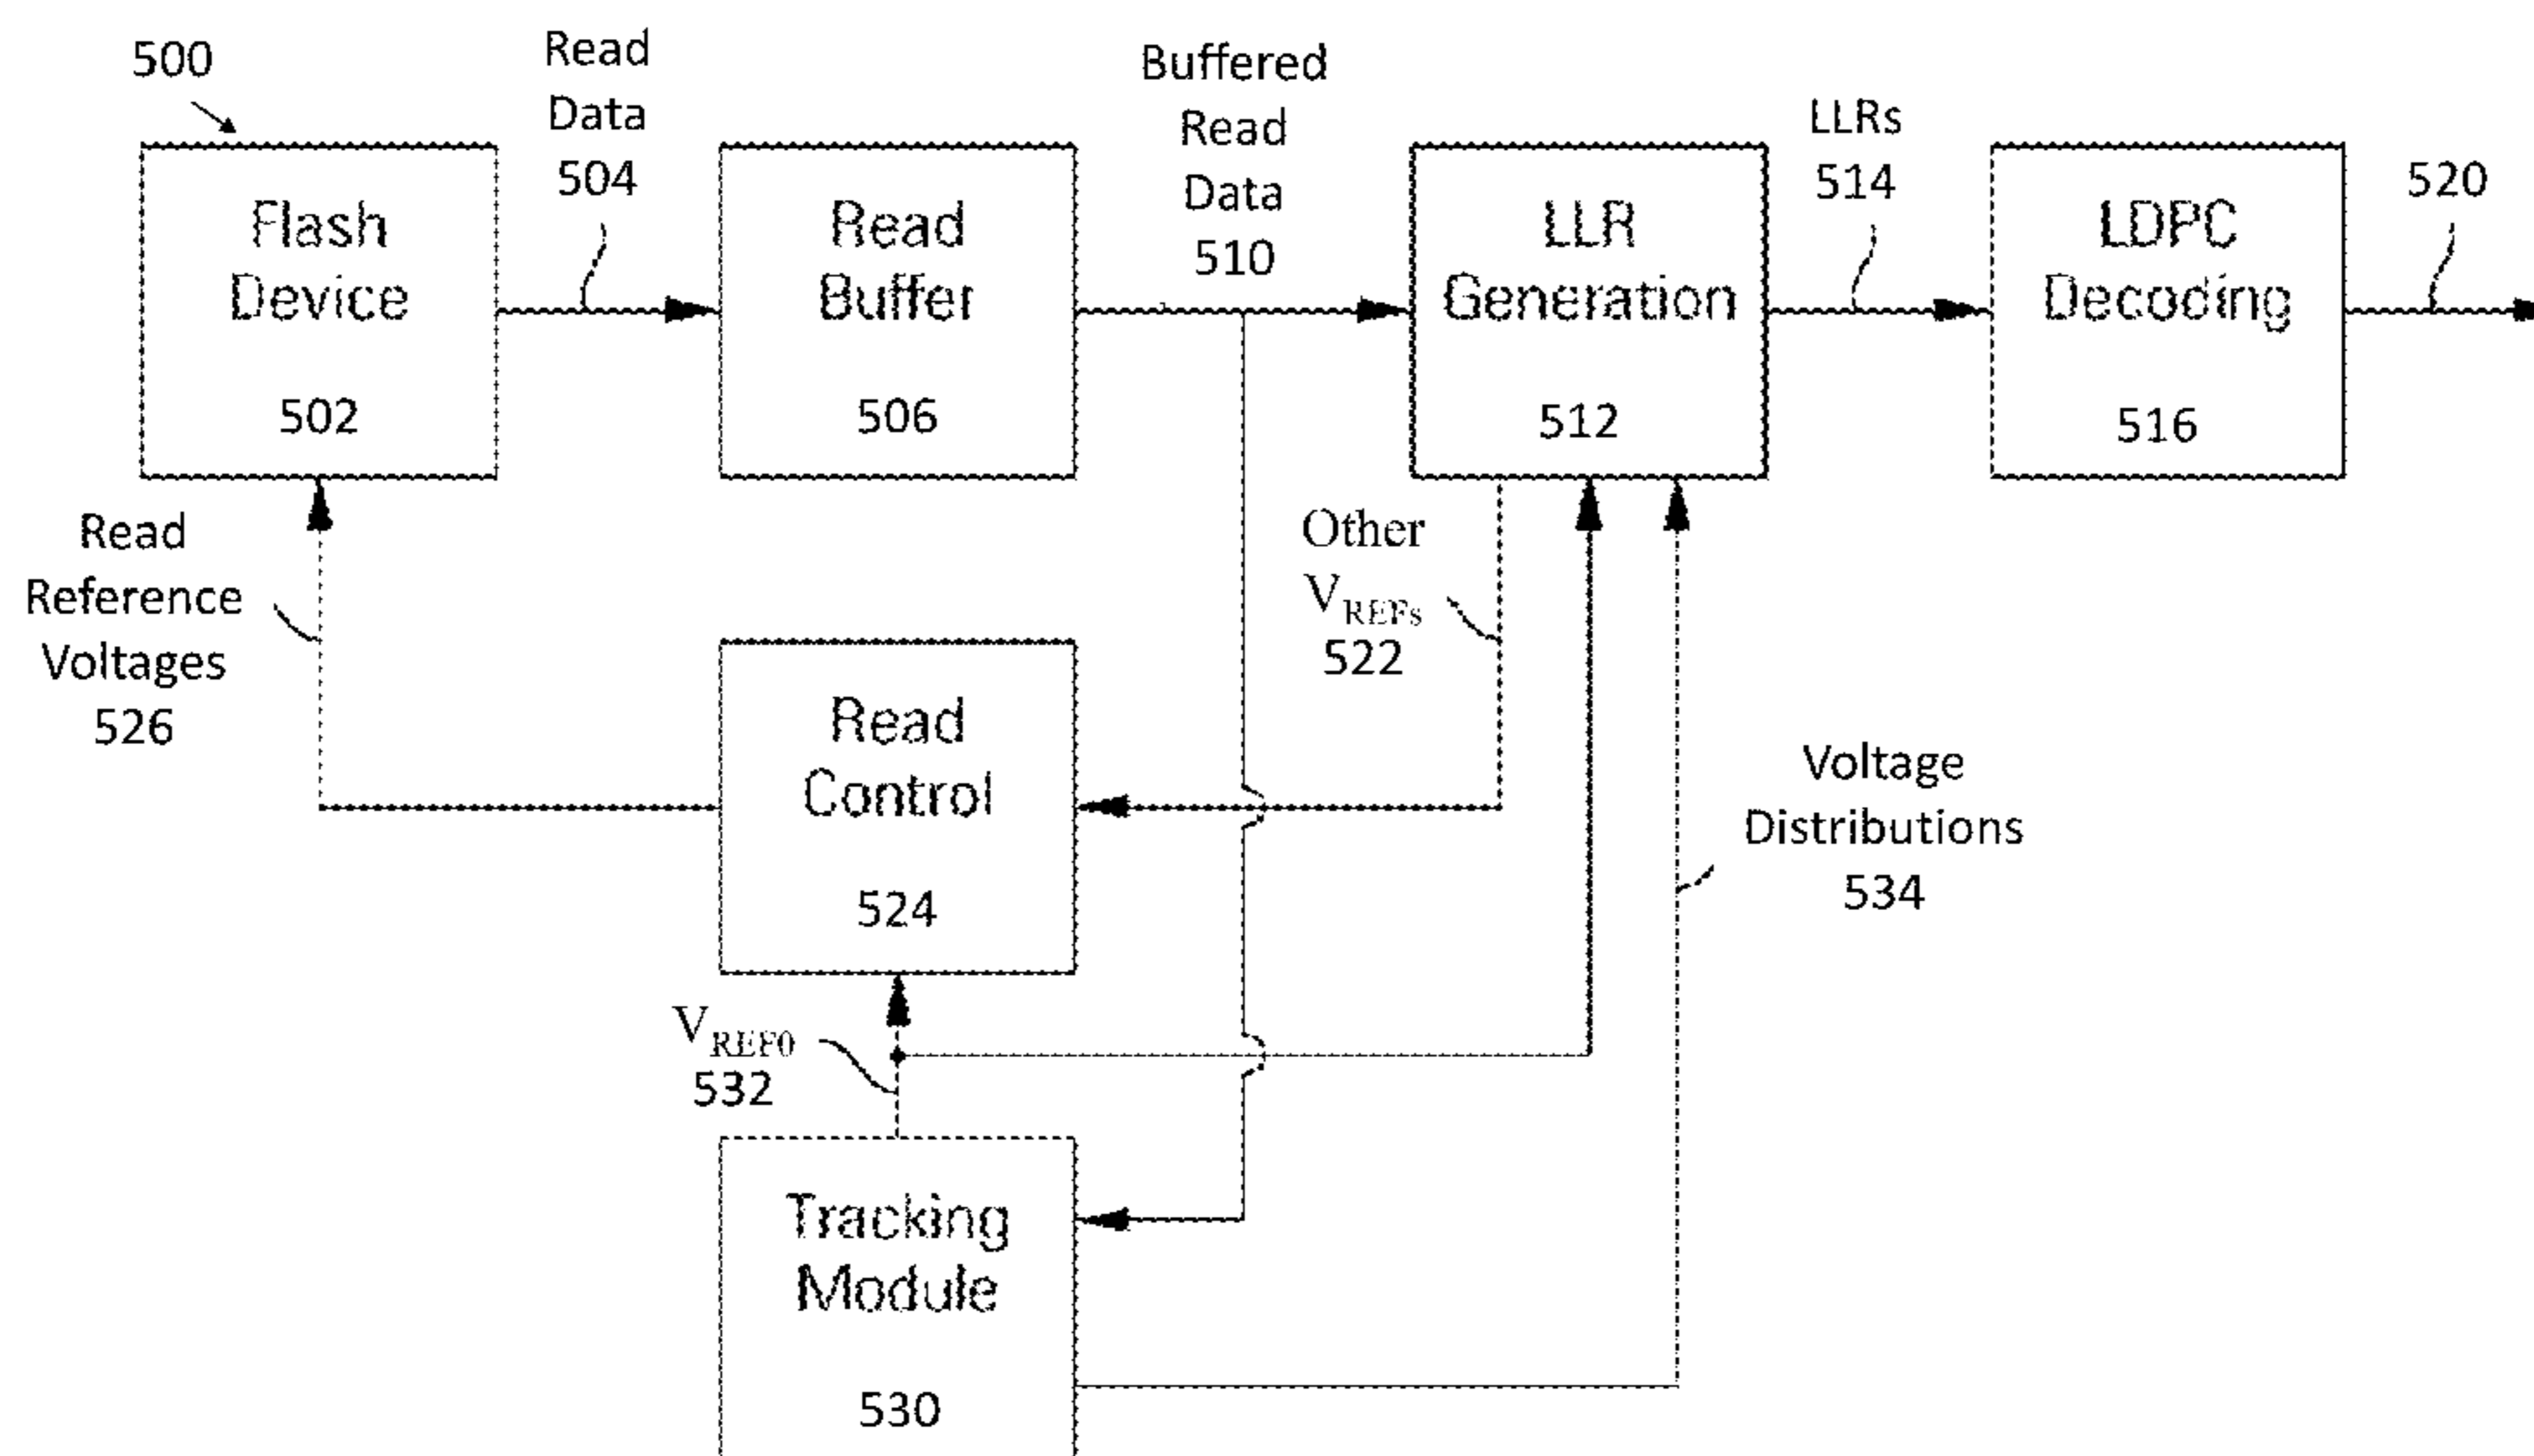 500
Read
Data
504
Buffered
Read
Data
510
LLRs
514
520
Flash
Device
502
Read
Buffer
506
LLR
Generation
512
LDPC
Decoding
516
Read
Reference
Voltages
526
Other
VREFs
522
Read
Control
524
Voltage
Distributions
534
VREF0
532
Tracking
Module
530